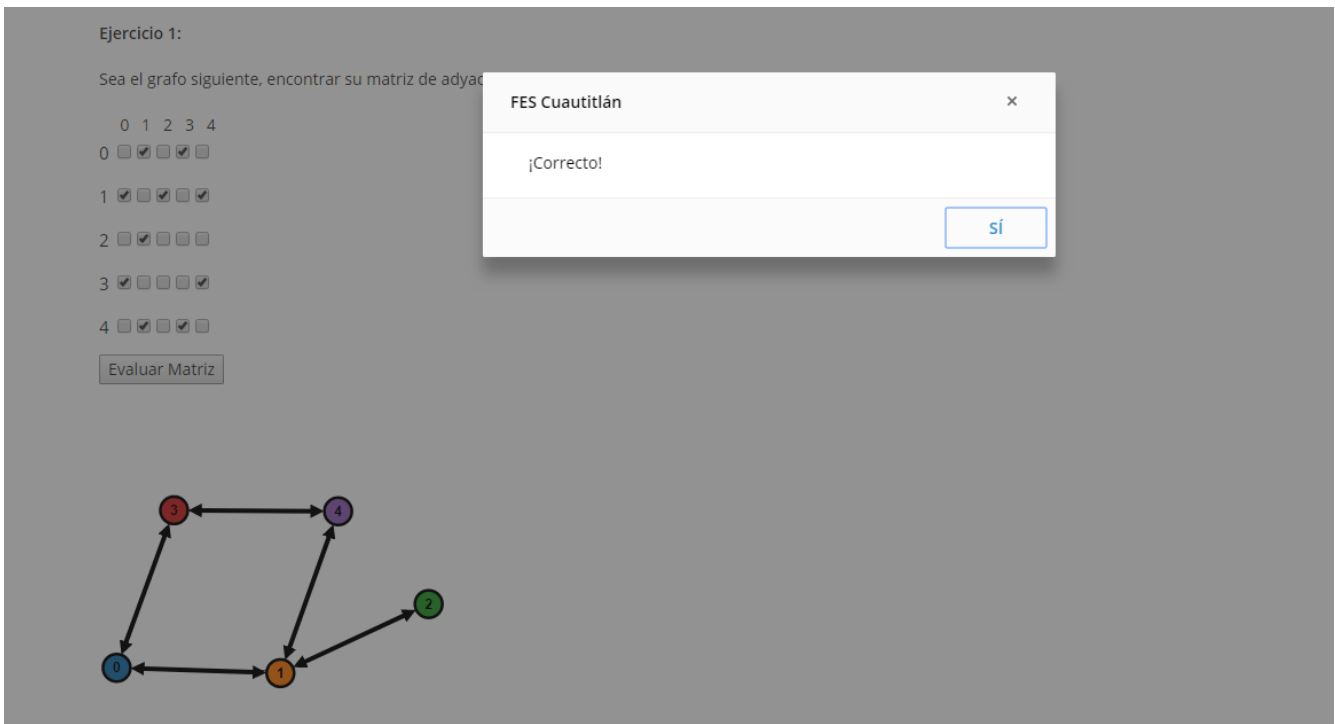 Ejercicio 1:
Sea el grafo siguiente, encontrar su matriz de adyac
FES Cuautitlán
×
¡Correcto!
SÍ
0 1 2 3 4
0
1
2
3
4
Evaluar Matriz
3
4
2
0
1